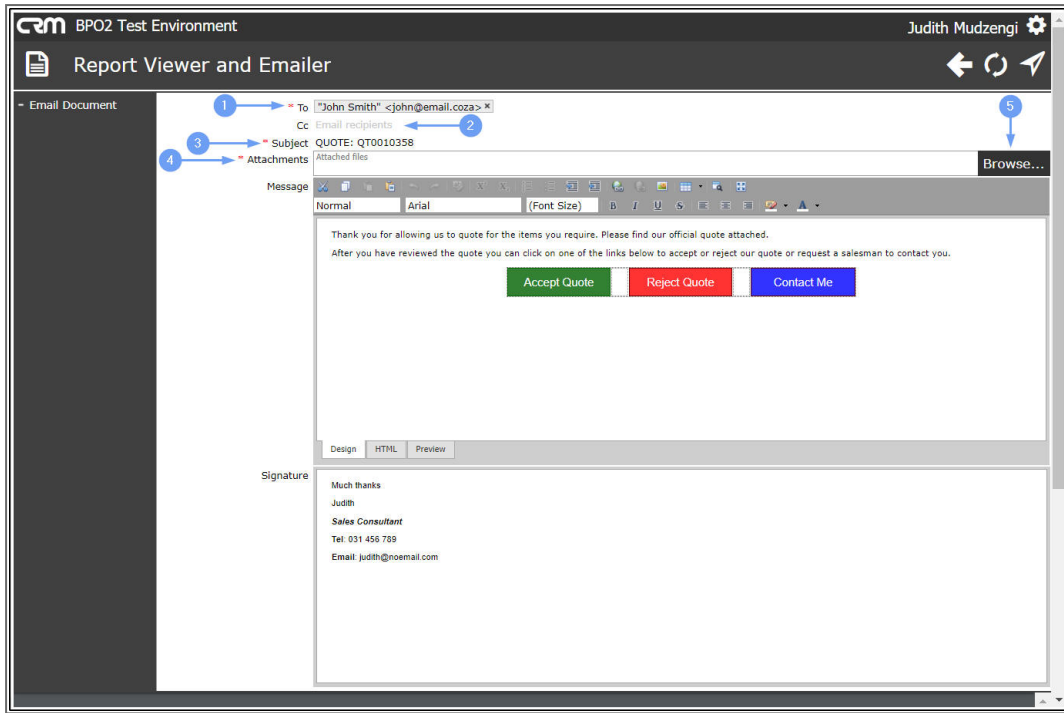 CRM BPO2 Test Environment
Judith Mudzengi
Report Viewer and Emailer
- Email Document
1
* To "John Smith" <john@email.coza> ×
Cc Email recipients
2
3
* Subject QUOTE: QT0010358
4
* Attachments Attached files
5
Browse...
Message
Normal Arial (Font Size) B I U S A
Thank you for allowing us to quote for the items you require. Please find our official quote attached.
After you have reviewed the quote you can click on one of the links below to accept or reject our quote or request a salesman to contact you.
Accept Quote Reject Quote Contact Me
Design HTML Preview
Signature
Much thanks
Judith
Sales Consultant
Tel: 031 456 789
Email: judith@noemail.com